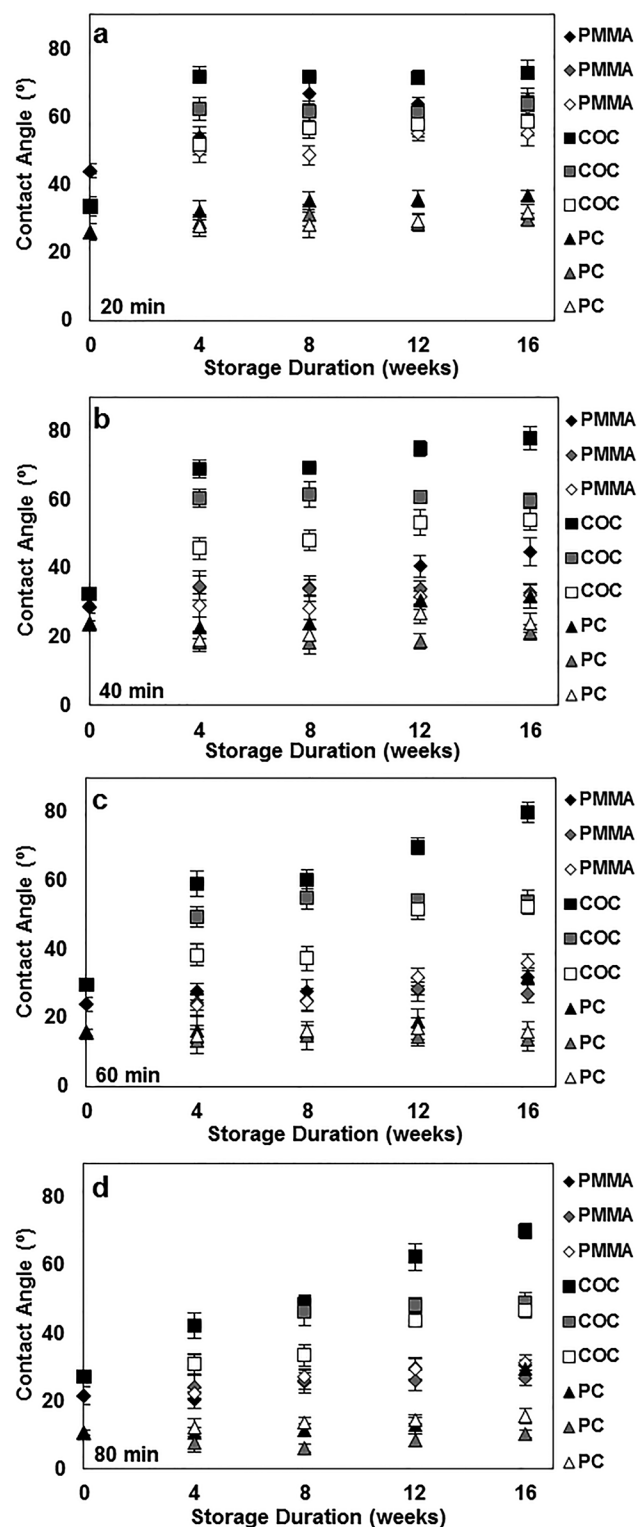 a
80
60
40
20
0
Contact Angle (º)
20 min
0 4 8 12 16
Storage Duration (weeks)
PMMA
PMMA
PMMA
COC
COC
COC
PC
PC
PC
b
80
60
40
20
0
Contact Angle (º)
40 min
0 4 8 12 16
Storage Duration (weeks)
PMMA
PMMA
PMMA
COC
COC
COC
PC
PC
PC
c
80
60
40
20
0
Contact Angle (º)
60 min
0 4 8 12 16
Storage Duration (weeks)
PMMA
PMMA
PMMA
COC
COC
COC
PC
PC
PC
d
80
60
40
20
0
Contact Angle (º)
80 min
0 4 8 12 16
Storage Duration (weeks)
PMMA
PMMA
PMMA
COC
COC
COC
PC
PC
PC